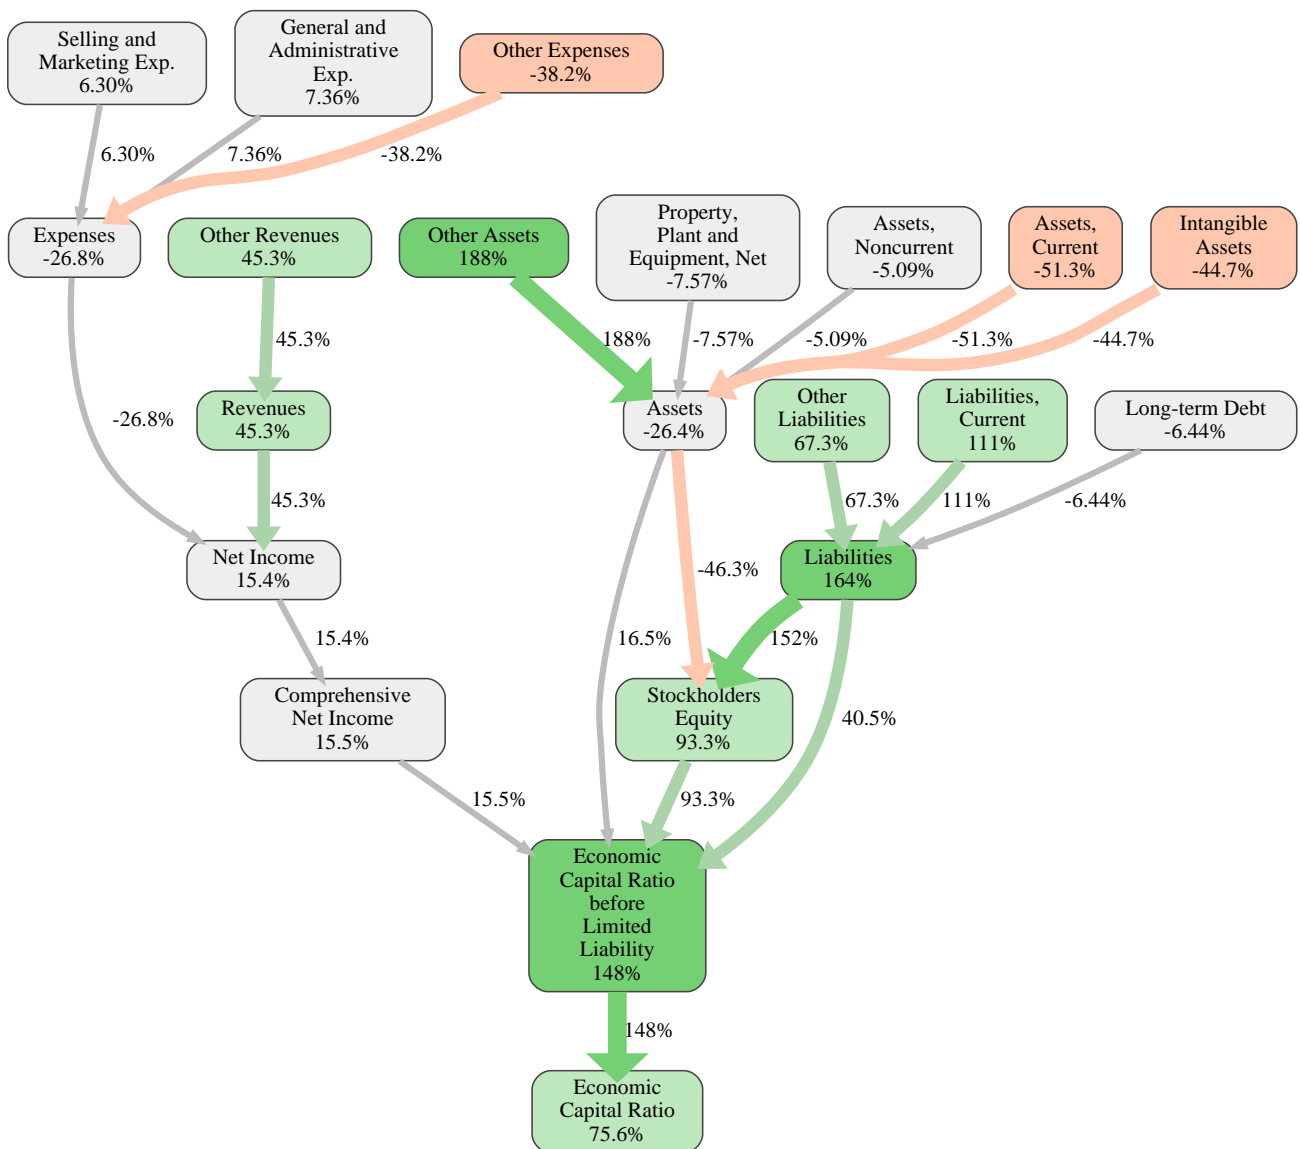 Selling and
Marketing Exp.
6.30%
General and
Administrative
Exp.
7.36%
Other Expenses
-38.2%
6.30%
7.36%
-38.2%
Expenses
-26.8%
Other Revenues
45.3%
Other Assets
188%
Property,
Plant and
Equipment, Net
-7.57%
Assets,
Noncurrent
-5.09%
Assets,
Current
-51.3%
Intangible
Assets
-44.7%
45.3%
188%
-7.57%
-5.09%
-51.3%
-44.7%
-26.8%
Revenues
45.3%
Assets
-26.4%
Other
Liabilities
67.3%
Liabilities,
Current
111%
Long-term Debt
-6.44%
45.3%
67.3%
111%
-6.44%
Net Income
15.4%
-46.3%
Liabilities
164%
15.4%
16.5%
152%
Comprehensive
Net Income
15.5%
Stockholders
Equity
93.3%
40.5%
15.5%
93.3%
Economic
Capital Ratio
before
Limited
Liability
148%
148%
Economic
Capital Ratio
75.6%